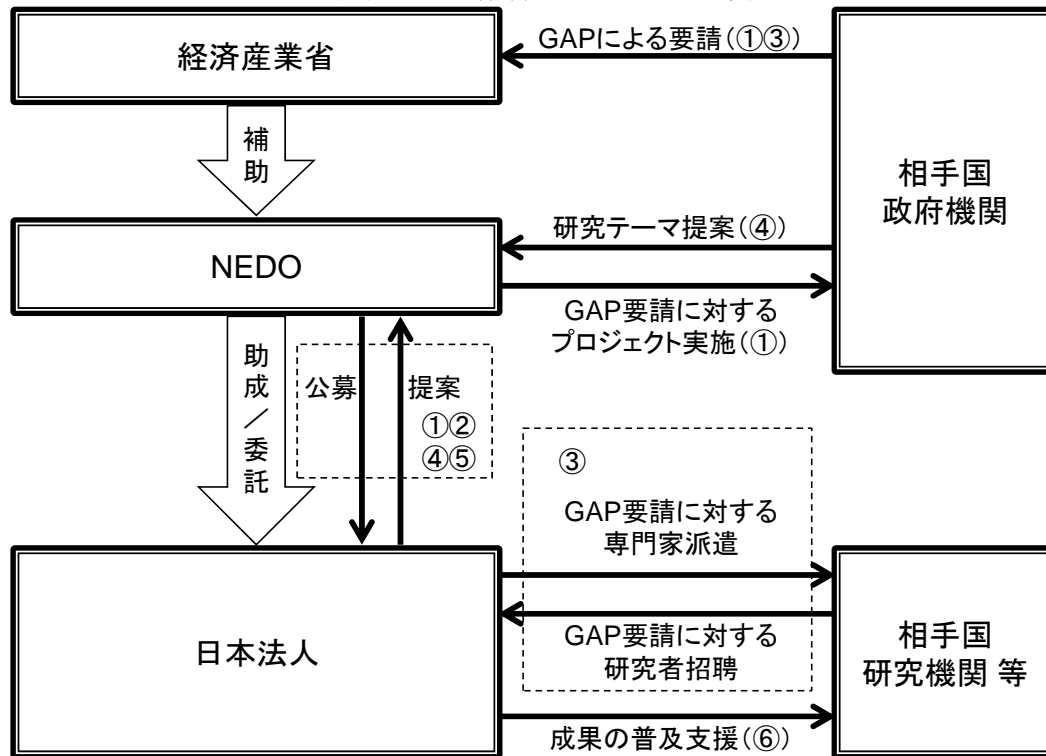 経済産業省
GAPによる要請(①③)
補
助
相手国
政府機関
研究テーマ提案(④)
NEDO
GAP要請に対する
プロジェクト実施(①)
助
成
/
委
託
公募
提案
①②
④⑤
③
GAP要請に対する
専門家派遣
日本法人
GAP要請に対する
研究者招聘
相手国
研究機関 等
成果の普及支援(⑥)